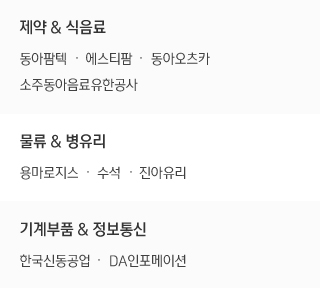 제약 & 식음료
동아팜텍 · 에스티팜 · 동아오츠카
소주동아음료유한공사
물류 & 병유리
용마로지스 · 수석 · 진아유리
기계부품 & 정보통신
한국신동공업 · DA인포메이션